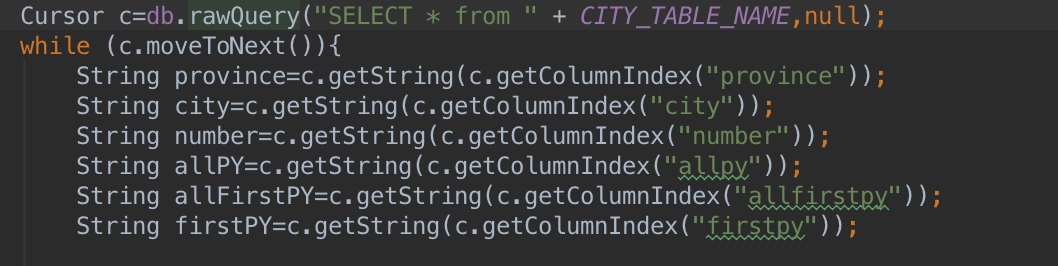 Cursor c=db.rawQuery("SELECT * from " + CITY_TABLE_NAME,null);
while (c.moveToNext()){
String province=c.getString(c.getColumnIndex("province"));
String city=c.getString(c.getColumnIndex("city"));
String number=c.getString(c.getColumnIndex("number"));
String allPY=c.getString(c.getColumnIndex("allpy"));
String allFirstPY=c.getString(c.getColumnIndex("allfirstpy"));
String firstPY=c.getString(c.getColumnIndex("firstpy"));